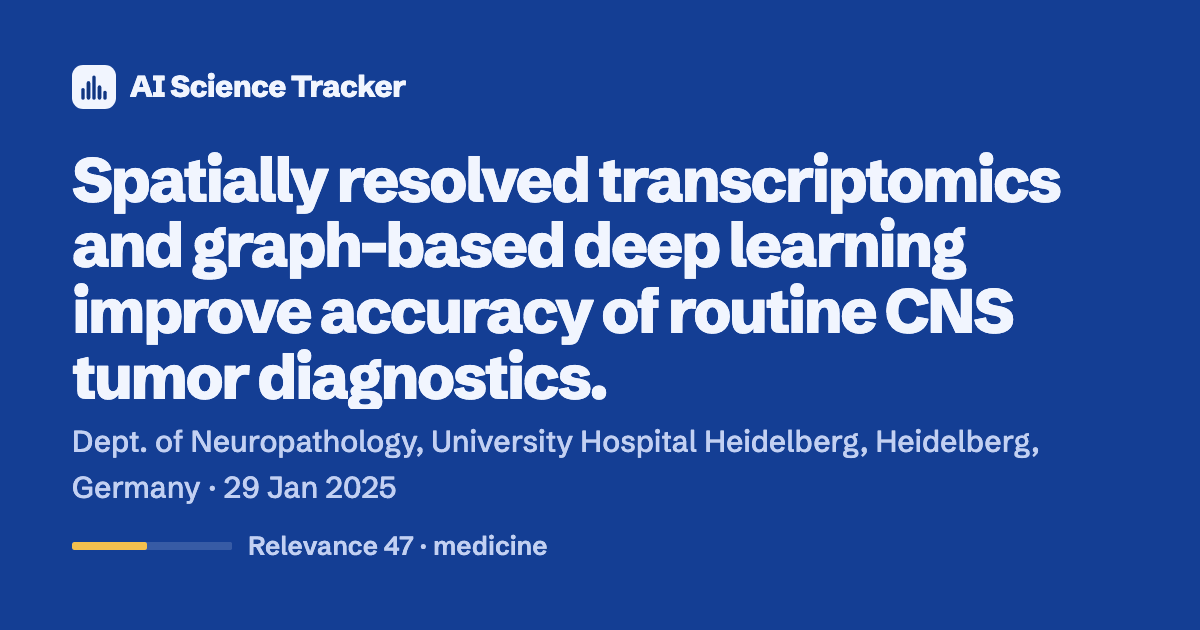 AI Science Tracker
Spatially resolved transcriptomics
and graph-based deep learning
improve accuracy of routine CNS
tumor diagnostics.
Dept. of Neuropathology, University Hospital Heidelberg, Heidelberg,
Germany · 29 Jan 2025
Relevance 47 · medicine